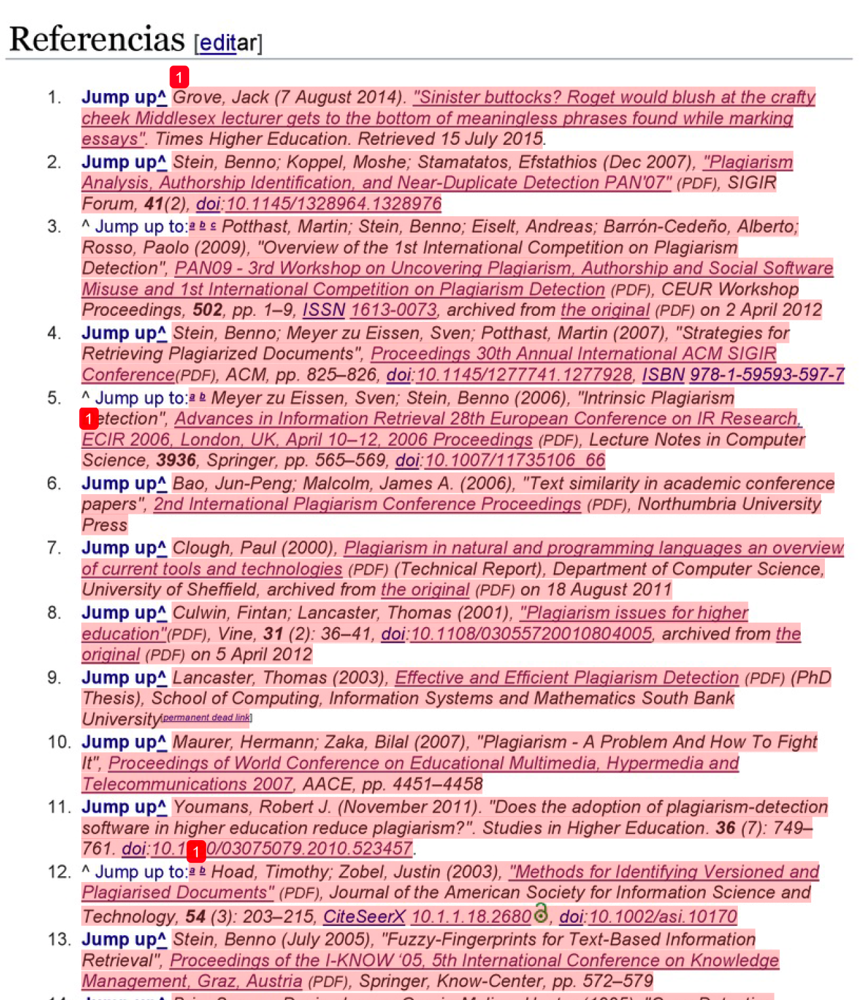 Referencias [editar]
1
1. Jump up^ Grove, Jack (7 August 2014). "Sinister buttocks? Roget would blush at the crafty
cheek Middlesex lecturer gets to the bottom of meaningless phrases found while marking
essays". Times Higher Education. Retrieved 15 July 2015.
2. Jump up^ Stein, Benno; Koppel, Moshe; Stamatatos, Efstathios (Dec 2007), "Plagiarism
Analysis, Authorship Identification, and Near-Duplicate Detection PAN'07" (PDF), SIGIR
Forum, 41(2), doi:10.1145/1328964.1328976
3. ^ Jump up to:a b c Potthast, Martin; Stein, Benno; Eiselt, Andreas; Barrón-Cedeño, Alberto;
Rosso, Paolo (2009), "Overview of the 1st International Competition on Plagiarism
Detection", PAN09 - 3rd Workshop on Uncovering Plagiarism, Authorship and Social Software
Misuse and 1st International Competition on Plagiarism Detection (PDF), CEUR Workshop
Proceedings, 502, pp. 1–9, ISSN 1613-0073, archived from the original (PDF) on 2 April 2012
4. Jump up^ Stein, Benno; Meyer zu Eissen, Sven; Potthast, Martin (2007), "Strategies for
Retrieving Plagiarized Documents", Proceedings 30th Annual International ACM SIGIR
Conference(PDF), ACM, pp. 825–826, doi:10.1145/1277741.1277928, ISBN 978-1-59593-597-7
5. ^ Jump up to:a b Meyer zu Eissen, Sven; Stein, Benno (2006), "Intrinsic Plagiarism
1 etection", Advances in Information Retrieval 28th European Conference on IR Research,
ECIR 2006, London, UK, April 10–12, 2006 Proceedings (PDF), Lecture Notes in Computer
Science, 3936, Springer, pp. 565–569, doi:10.1007/11735106_66
6. Jump up^ Bao, Jun-Peng; Malcolm, James A. (2006), "Text similarity in academic conference
papers", 2nd International Plagiarism Conference Proceedings (PDF), Northumbria University
Press
7. Jump up^ Clough, Paul (2000), Plagiarism in natural and programming languages an overview
of current tools and technologies (PDF) (Technical Report), Department of Computer Science,
University of Sheffield, archived from the original (PDF) on 18 August 2011
8. Jump up^ Culwin, Fintan; Lancaster, Thomas (2001), "Plagiarism issues for higher
education"(PDF), Vine, 31 (2): 36–41, doi:10.1108/03055720010804005, archived from the
original (PDF) on 5 April 2012
9. Jump up^ Lancaster, Thomas (2003), Effective and Efficient Plagiarism Detection (PDF) (PhD
Thesis), School of Computing, Information Systems and Mathematics South Bank
University[permanent dead link]
10. Jump up^ Maurer, Hermann; Zaka, Bilal (2007), "Plagiarism - A Problem And How To Fight
It", Proceedings of World Conference on Educational Multimedia, Hypermedia and
Telecommunications 2007, AACE, pp. 4451–4458
11. Jump up^ Youmans, Robert J. (November 2011). "Does the adoption of plagiarism-detection
software in higher education reduce plagiarism?". Studies in Higher Education. 36 (7): 749–
761. doi:10.1 1 0/03075079.2010.523457.
12. ^ Jump up to:a b Hoad, Timothy; Zobel, Justin (2003), "Methods for Identifying Versioned and
Plagiarised Documents" (PDF), Journal of the American Society for Information Science and
Technology, 54 (3): 203–215, CiteSeerX 10.1.1.18.2680, doi:10.1002/asi.10170
13. Jump up^ Stein, Benno (July 2005), "Fuzzy-Fingerprints for Text-Based Information
Retrieval", Proceedings of the I-KNOW ‘05, 5th International Conference on Knowledge
Management, Graz, Austria (PDF), Springer, Know-Center, pp. 572–579